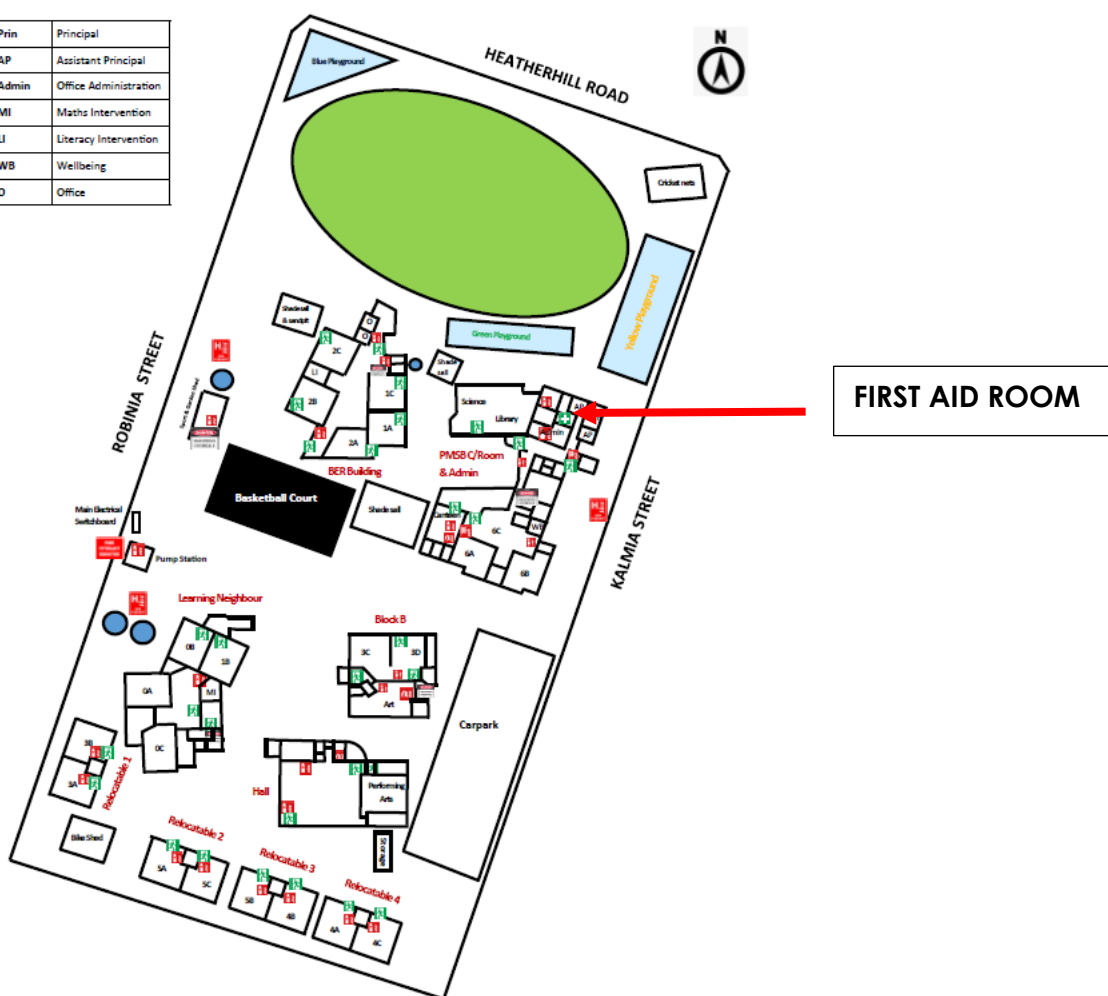 Prin Principal
AP Assistant Principal
Admin Office Administration
MI Maths Intervention
LI Literacy Intervention
WB Wellbeing
O Office
N
HEATHERHILL ROAD
Blue Playground
Cricket nets
Yellow Playground
Green Playground
Shade sail
& sandpit
O
O
2C
LI
2B
1C
1A
2A
BER Building
Shade
sail
Science
Library
AP
Admin
AP
FIRST AID ROOM
PMSB C/Room
& Admin
ROBINIA STREET
KALMIA STREET
Basketball Court
Shade sail
Canteen
6C
6A
6B
Main Electrical
Switchboard
Pump Station
Learning Neighbour
0B
1B
0A
MI
0C
Block B
3C
3D
Art
Carpark
3B
3A
Relocatable 1
Bike Shed
Hall
Performing
Arts
Storage
Relocatable 2
5A
5C
Relocatable 3
5B
4B
Relocatable 4
4A
4C